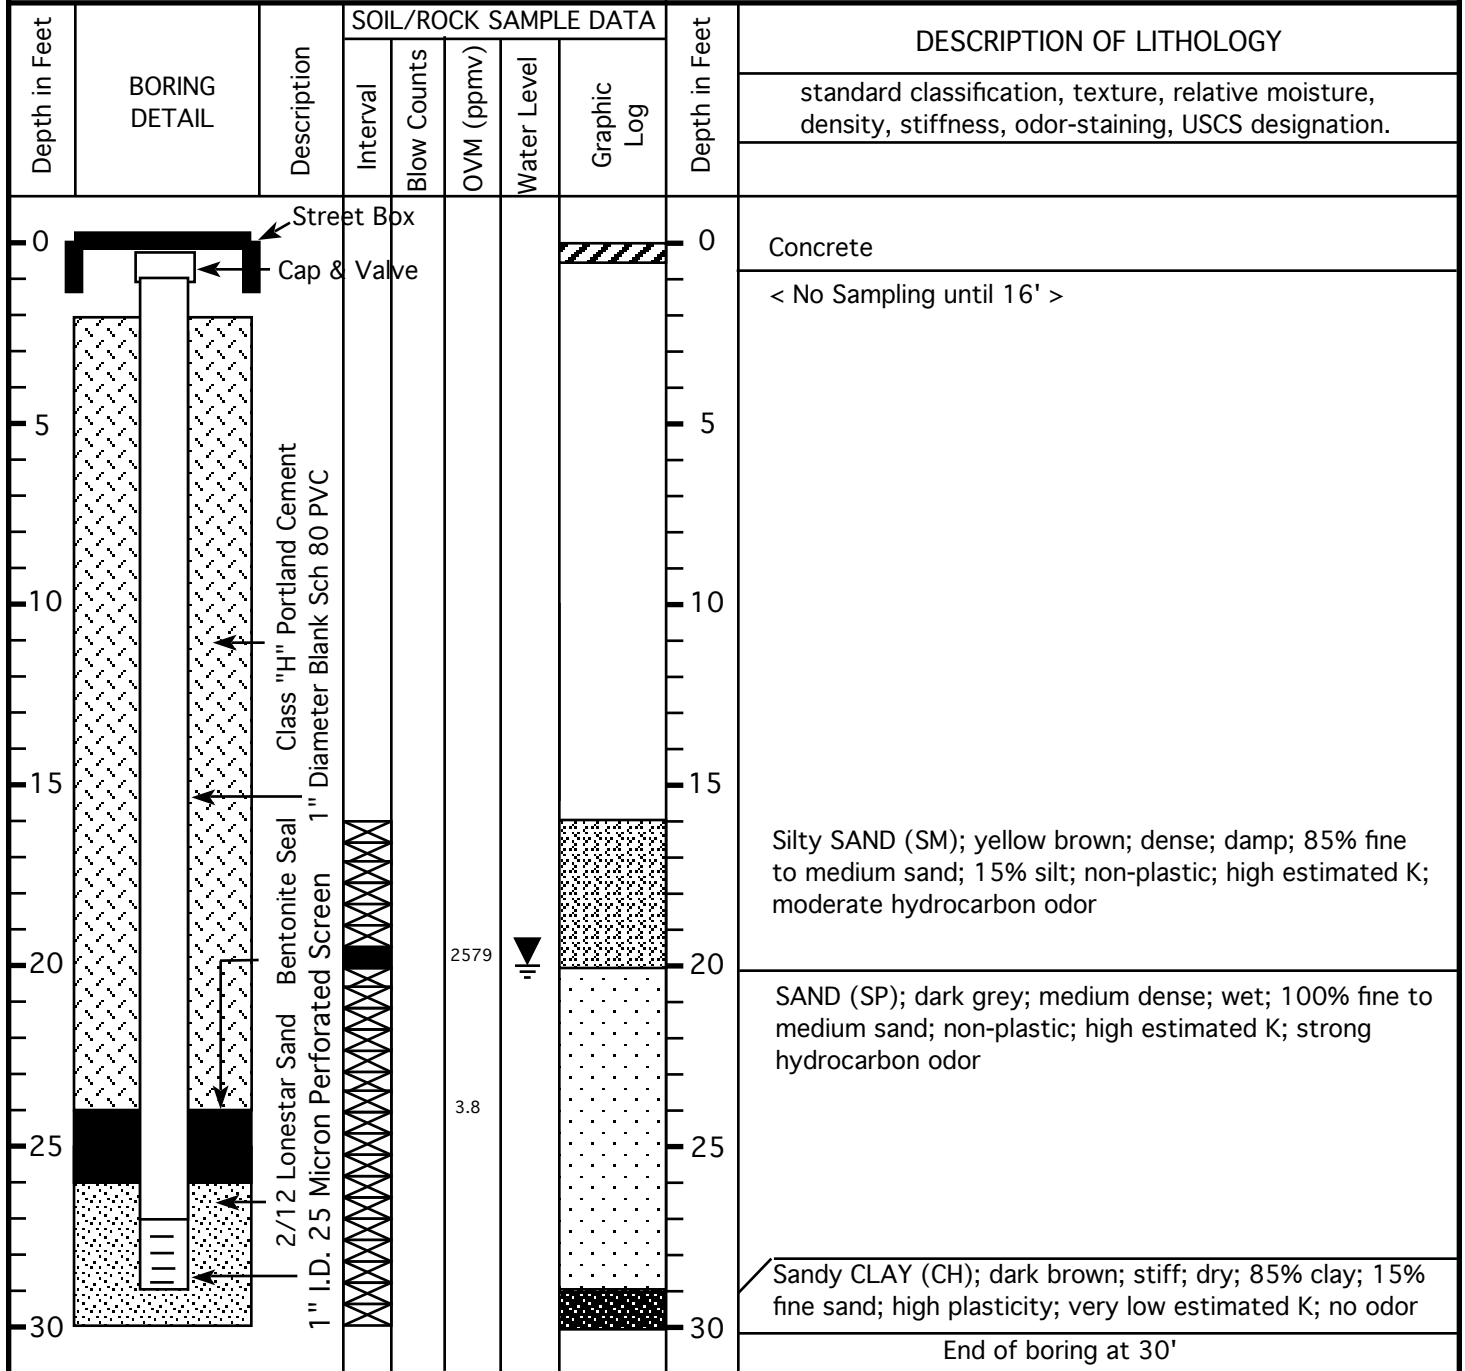 SOIL/ROCK SAMPLE DATA
Depth in Feet
BORING
DETAIL
Description
Interval
Blow Counts
OVM (ppmv)
Water Level
Graphic
Log
Depth in Feet
DESCRIPTION OF LITHOLOGY
standard classification, texture, relative moisture,
density, stiffness, odor-staining, USCS designation.
Street Box
Cap & Valve
0
5
10
15
20
25
30
Class "H" Portland Cement
1" Diameter Blank Sch 80 PVC
Bentonite Seal
2/12 Lonestar Sand
1" I.D. 25 Micron Perforated Screen
2579
3.8
0
5
10
15
20
25
30
Concrete
< No Sampling until 16' >
Silty SAND (SM); yellow brown; dense; damp; 85% fine
to medium sand; 15% silt; non-plastic; high estimated K;
moderate hydrocarbon odor
SAND (SP); dark grey; medium dense; wet; 100% fine to
medium sand; non-plastic; high estimated K; strong
hydrocarbon odor
Sandy CLAY (CH); dark brown; stiff; dry; 85% clay; 15%
fine sand; high plasticity; very low estimated K; no odor
End of boring at 30'